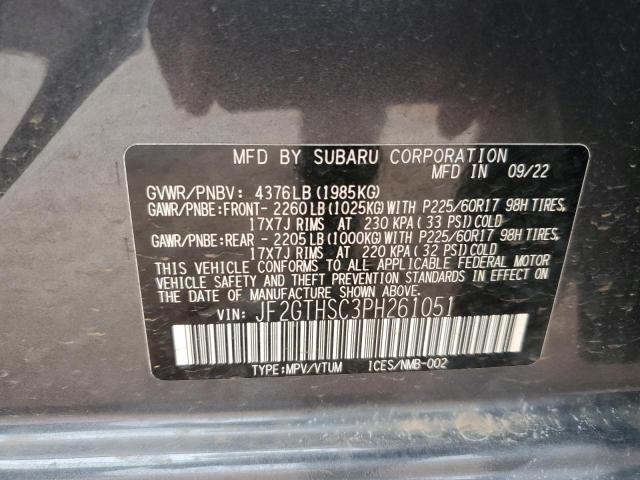 MFD BY SUBARU CORPORATION
MFD IN 09/22
GVWR/PNBV: 4376LB(1985KG)
GAWR/PNBE:FRONT- 2260LB(1025KG)WITH P225/60R17 98H TIRES,
17X7J RIMS AT 230 KPA(33 PSI)COLD
GAWR/PNBE:REAR - 2205LB(1000KG)WITH P225/60R17 98H TIRES,
17X7J RIMS AT 220 KPA(32 PSI)COLD
THIS VEHICLE CONFORMS TO ALL APPLICABLE FEDERAL MOTOR
VEHICLE SAFETY AND THEFT PREVENTION STANDARDS IN EFFECT ON
THE DATE OF MANUFACTURE SHOWN ABOVE.
VIN: JF2GTHSC3PH261051
TYPE:MPV/VTUM ICES/NMB-002